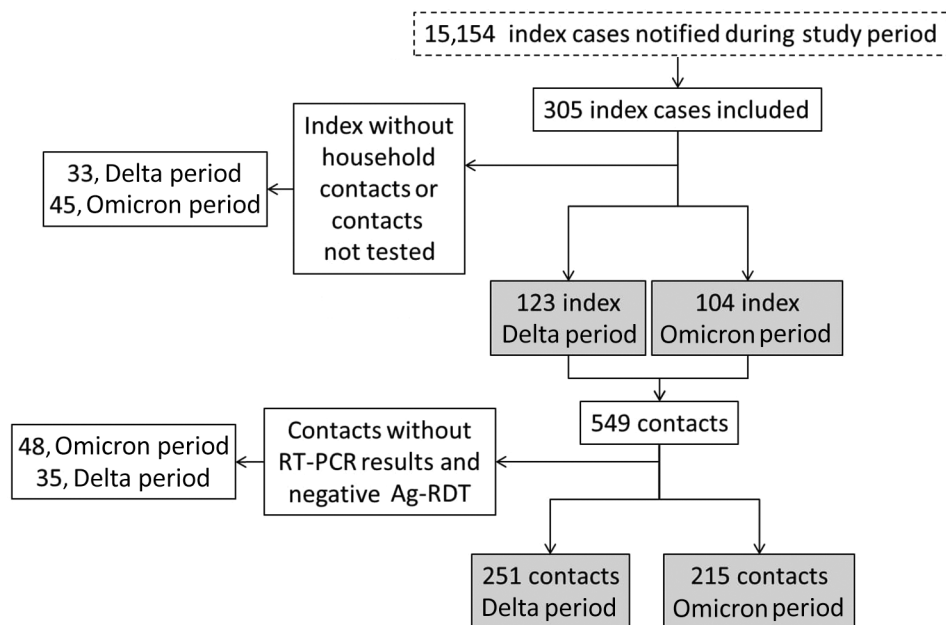 15,154 index cases notified during study period
305 index cases included
Index without
household
contacts or
contacts
not tested
33, Delta period
45, Omicron period
123 index
Delta period
104 index
Omicron period
549 contacts
Contacts without
RT-PCR results and
negative Ag-RDT
48, Omicron period
35, Delta period
251 contacts
Delta period
215 contacts
Omicron period